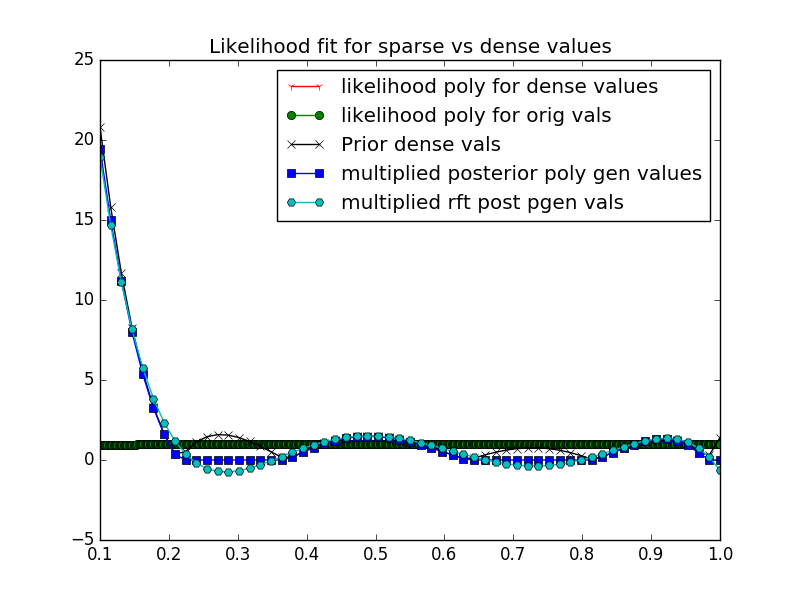 Likelihood fit for sparse vs dense values
25
20
15
10
5
0
−5
likelihood poly for dense values
likelihood poly for orig vals
Prior dense vals
multiplied posterior poly gen values
multiplied rft post pgen vals
0.1 0.2 0.3 0.4 0.5 0.6 0.7 0.8 0.9 1.0